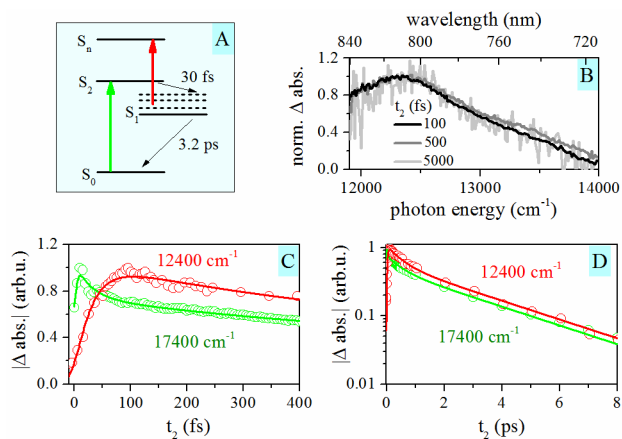 A
Sn
S2
30 fs
S1
3.2 ps
S0
wavelength (nm)
840 800 760 720
B
1.2
0.8
0.4
0.0
norm. Δ abs.
t2 (fs)
100
500
5000
12000 13000 14000
photon energy (cm-1)
C
1.2
0.8
0.4
0.0
|Δ abs.| (arb.u.)
12400 cm-1
17400 cm-1
0 100 200 300 400
t2 (fs)
D
1
0.1
0.01
|Δ abs.| (arb.u.)
12400 cm-1
17400 cm-1
0 2 4 6 8
t2 (ps)